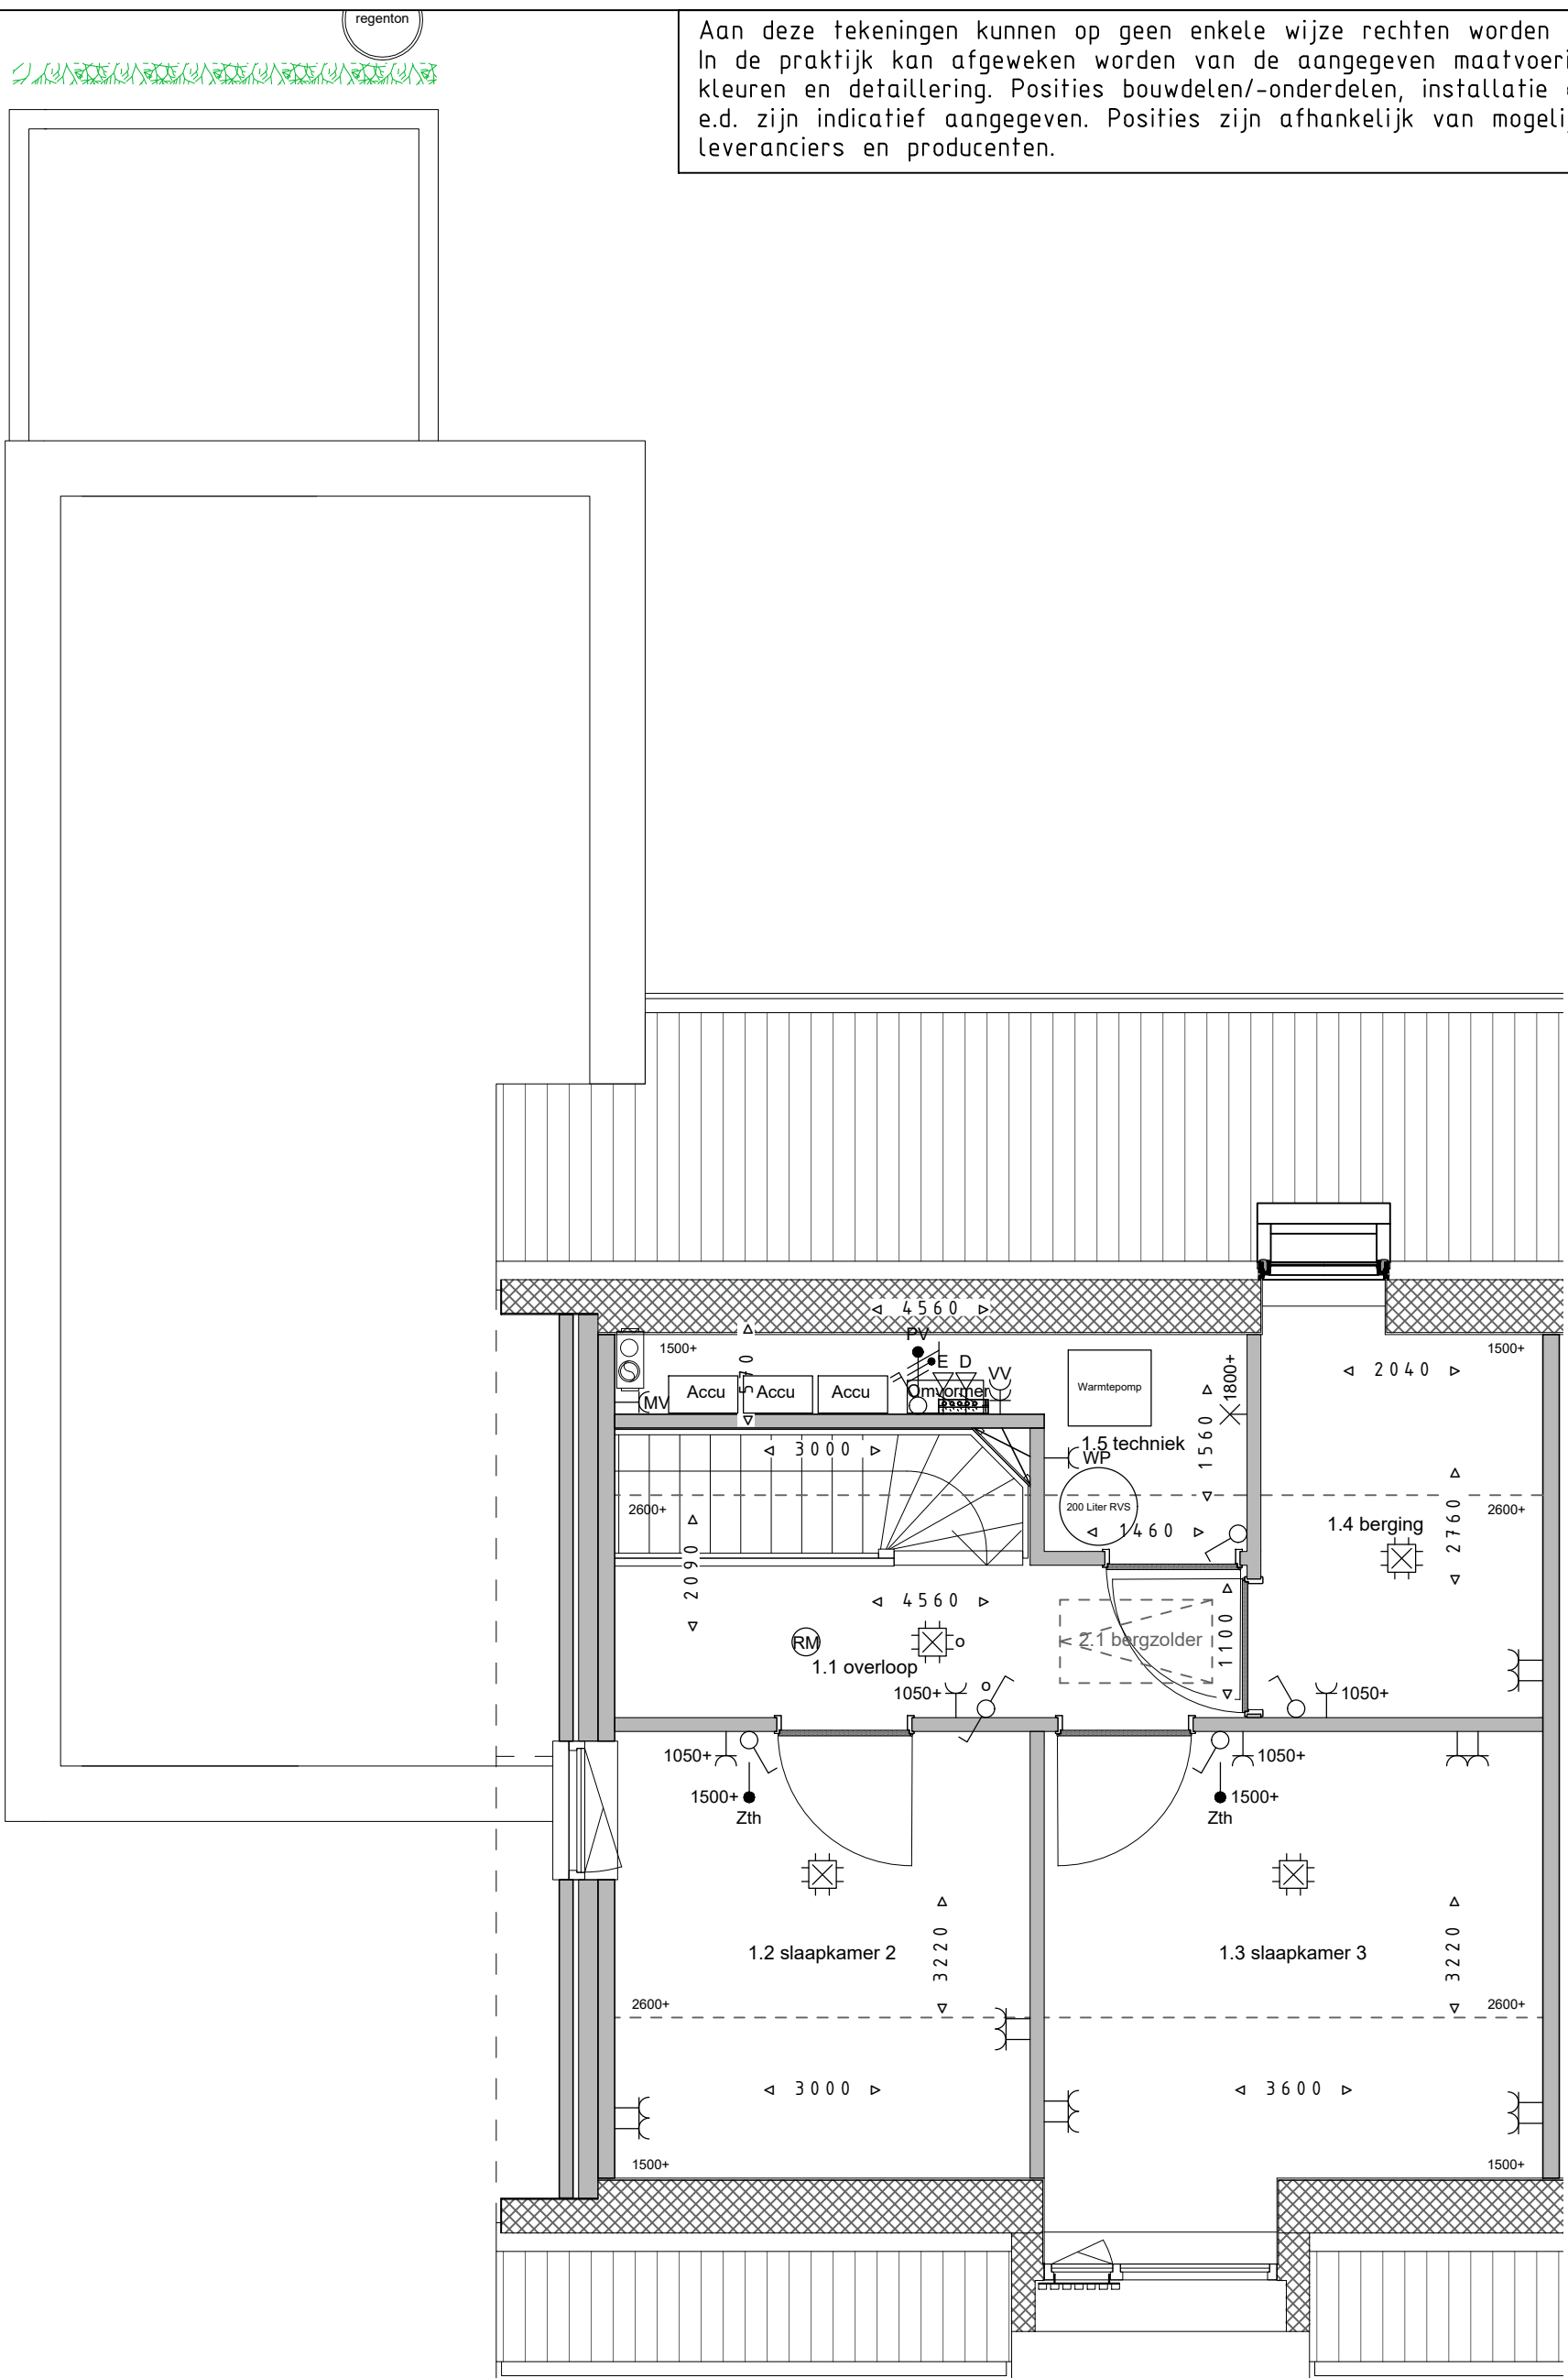 regenton
Aan deze tekeningen kunnen op geen enkele wijze rechten worden
In de praktijk kan afgeweken worden van de aangegeven
kleuren en detaillering. Posities bouwdelen/-onderdelen, installatie
e.d. zijn indicatief aangegeven. Posities zijn afhankelijk van
leveranciers en producenten.
4560
PV
1500+
570
E D
VV
1800+
1500+
2040
MV
Accu
Accu
Accu
Omvormer
Warmtepomp
1560
3000
1.5 techniek
WP
2600+
200 Liter RVS
2600+
1460
1.4 berging
2760
2090
4560
1100
RM
o
2.1 bergzolder
1.1 overloop
1050+
o
1050+
1050+
1050+
1500+
1500+
Zth
Zth
3220
3220
1.2 slaapkamer 2
1.3 slaapkamer 3
2600+
2600+
3000
3600
1500+
1500+